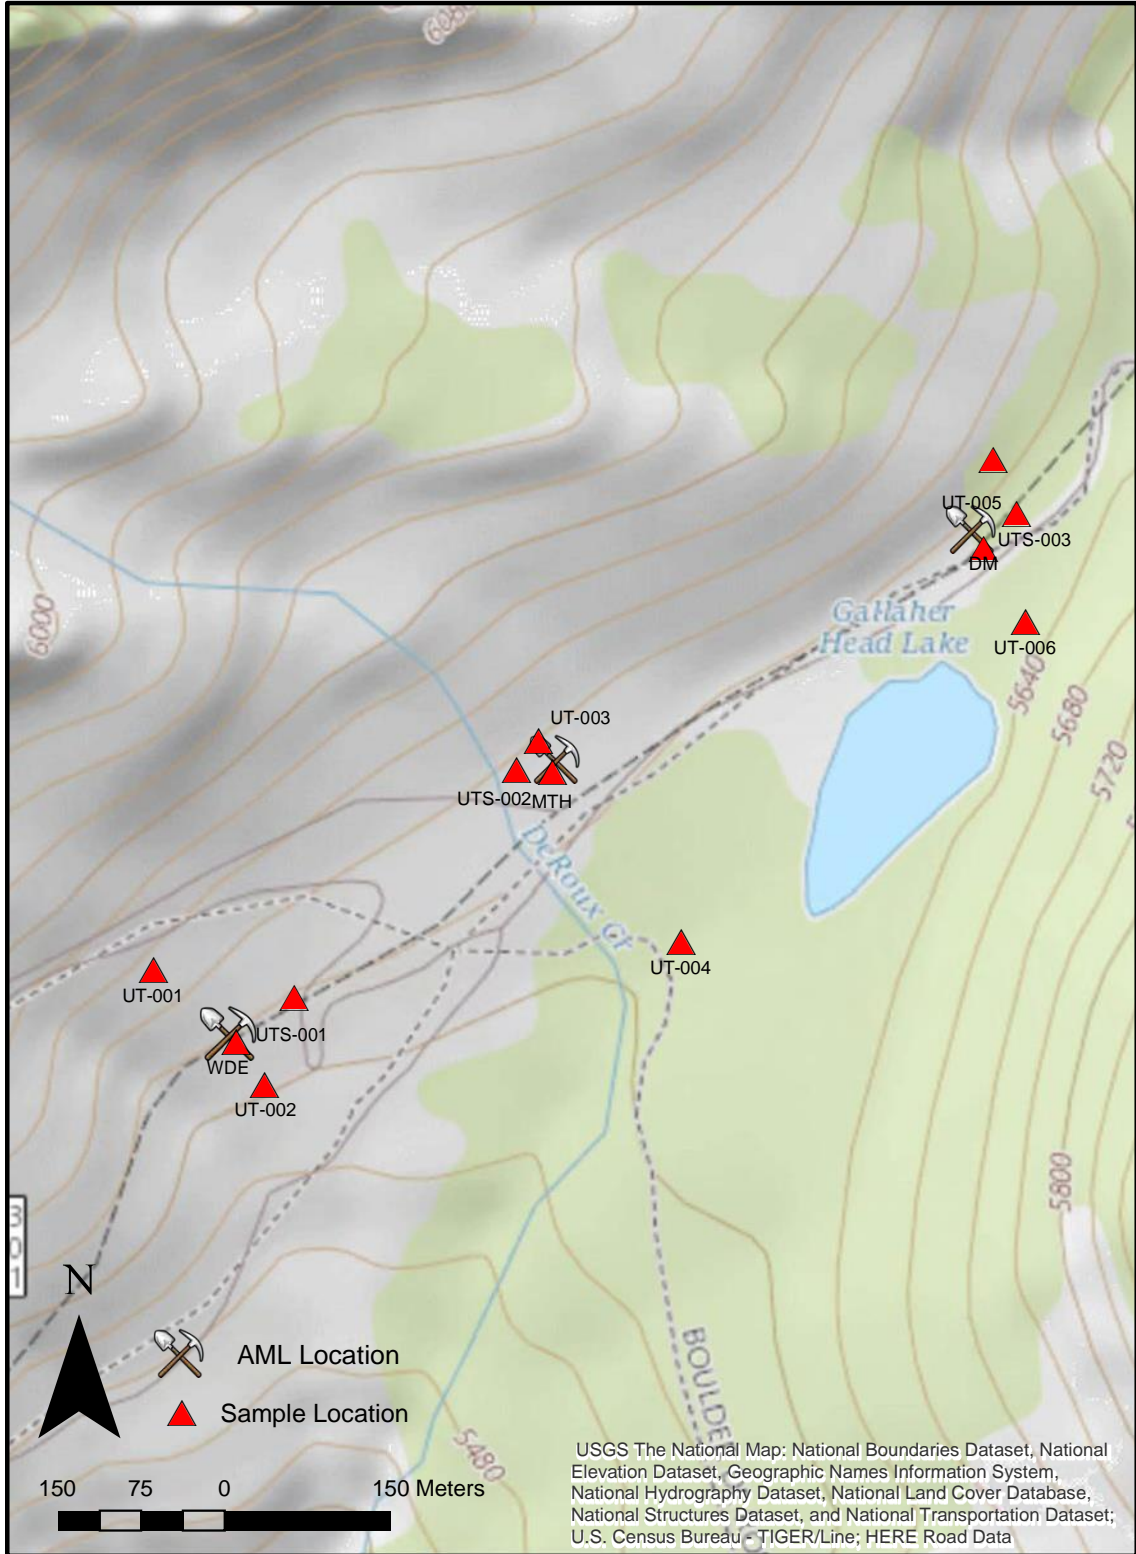 6080
UT-005
UTS-003
DM
Gallaher
Head Lake
6000
UT-006
5640
5680
UT-003
5720
UTS-002
MTH
DeRoux Cr
UT-004
UT-001
UTS-001
WDE
UT-002
5800
301
N
BOULDE
AML Location
Sample Location
5480
150 75 0 150 Meters
USGS The National Map: National Boundaries Dataset, National
Elevation Dataset, Geographic Names Information System,
National Hydrography Dataset, National Land Cover Database,
National Structures Dataset, and National Transportation Dataset;
U.S. Census Bureau - TIGER/Line; HERE Road Data